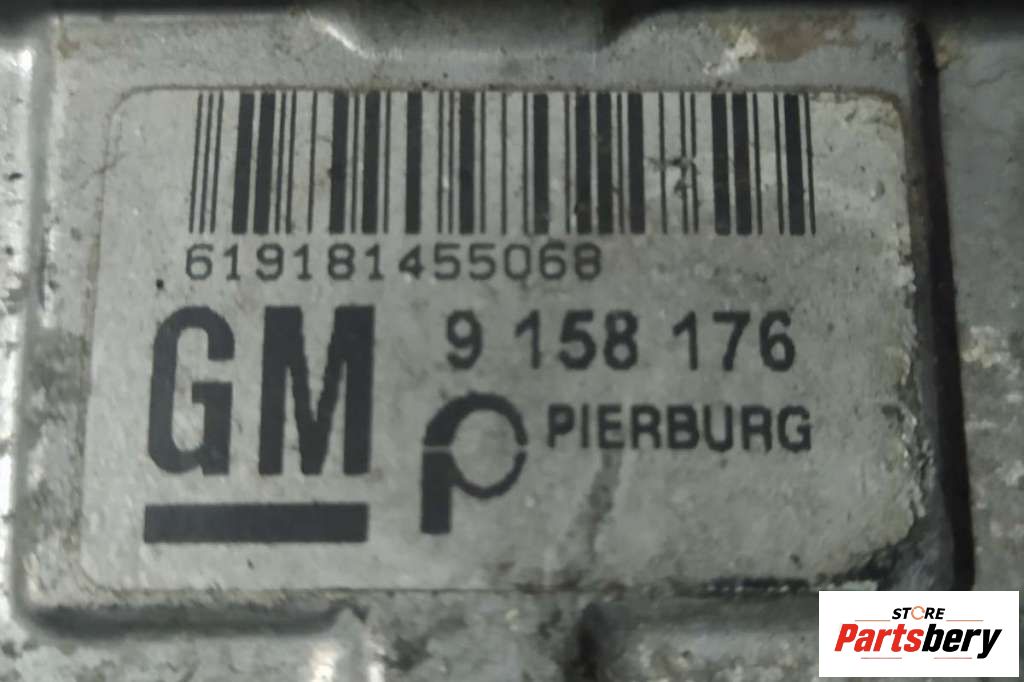 619181455068
GM
9 158 176
PIERBURG
STORE
Partsbery